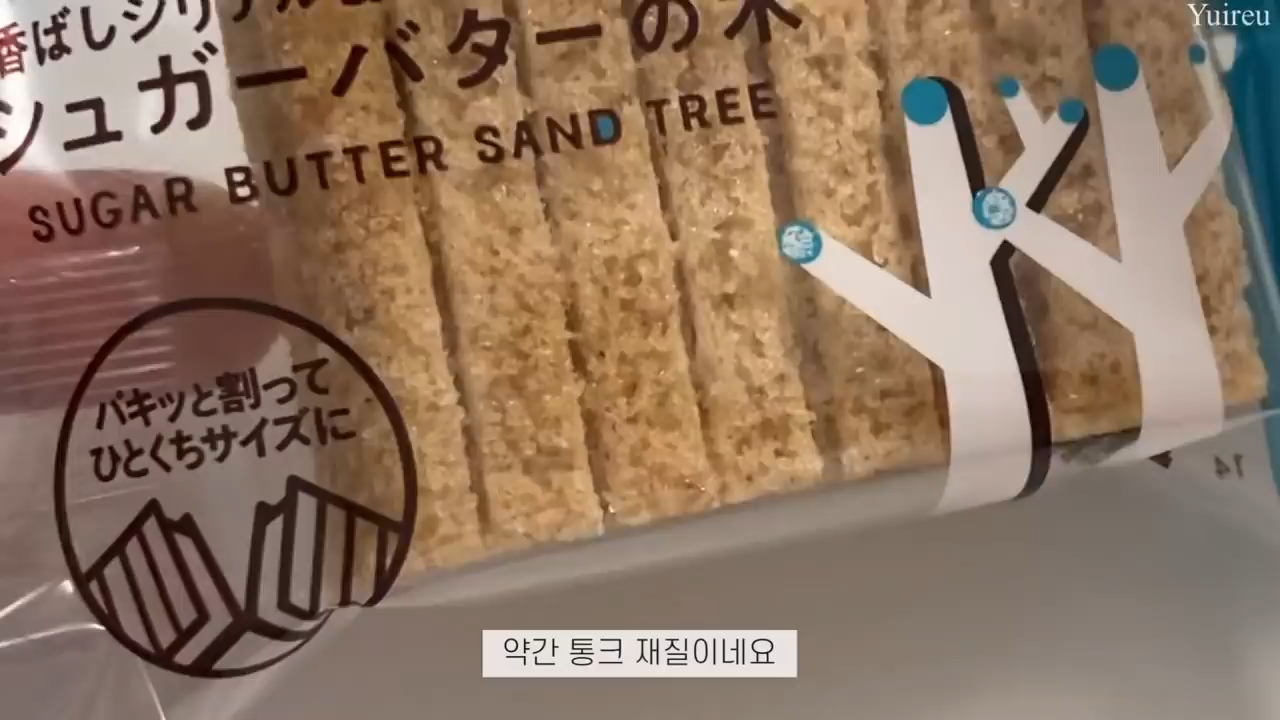 Yuireu
香ばしシリアル
シュガーバターの木
SUGAR BUTTER SAND TREE
パキッと割って
ひとくちサイズに
14
약간 통크 재질이네요